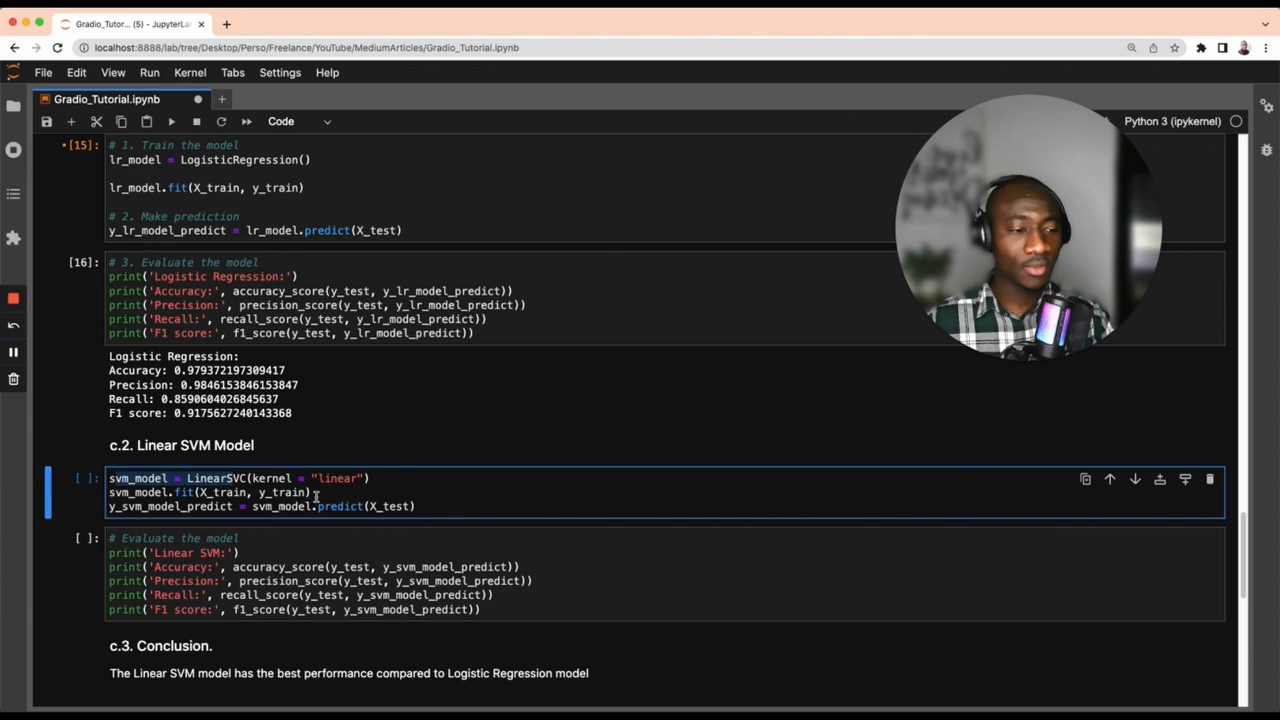 Gradio_Tutor... (5) - JupyterLa
localhost:8888/lab/tree/Desktop/Perso/Freelance/YouTube/MediumArticles/Gradio_Tutorial.ipynb
File Edit View Run Kernel Tabs Settings Help
Gradio_Tutorial.ipynb
Code
Python 3 (ipykernel)
[15]: # 1. Train the model
lr_model = LogisticRegression()
lr_model.fit(X_train, y_train)
# 2. Make prediction
y_lr_model_predict = lr_model.predict(X_test)
[16]: # 3. Evaluate the model
print('Logistic Regression:')
print('Accuracy:', accuracy_score(y_test, y_lr_model_predict))
print('Precision:', precision_score(y_test, y_lr_model_predict))
print('Recall:', recall_score(y_test, y_lr_model_predict))
print('F1 score:', f1_score(y_test, y_lr_model_predict))
Logistic Regression:
Accuracy: 0.979372197309417
Precision: 0.9846153846153847
Recall: 0.8590604026845637
F1 score: 0.9175627240143368
c.2. Linear SVM Model
[ ]: svm_model = LinearSVC(kernel = "linear")
svm_model.fit(X_train, y_train)
y_svm_model_predict = svm_model.predict(X_test)
[ ]: # Evaluate the model
print('Linear SVM:')
print('Accuracy:', accuracy_score(y_test, y_svm_model_predict))
print('Precision:', precision_score(y_test, y_svm_model_predict))
print('Recall:', recall_score(y_test, y_svm_model_predict))
print('F1 score:', f1_score(y_test, y_svm_model_predict))
c.3. Conclusion.
The Linear SVM model has the best performance compared to Logistic Regression model